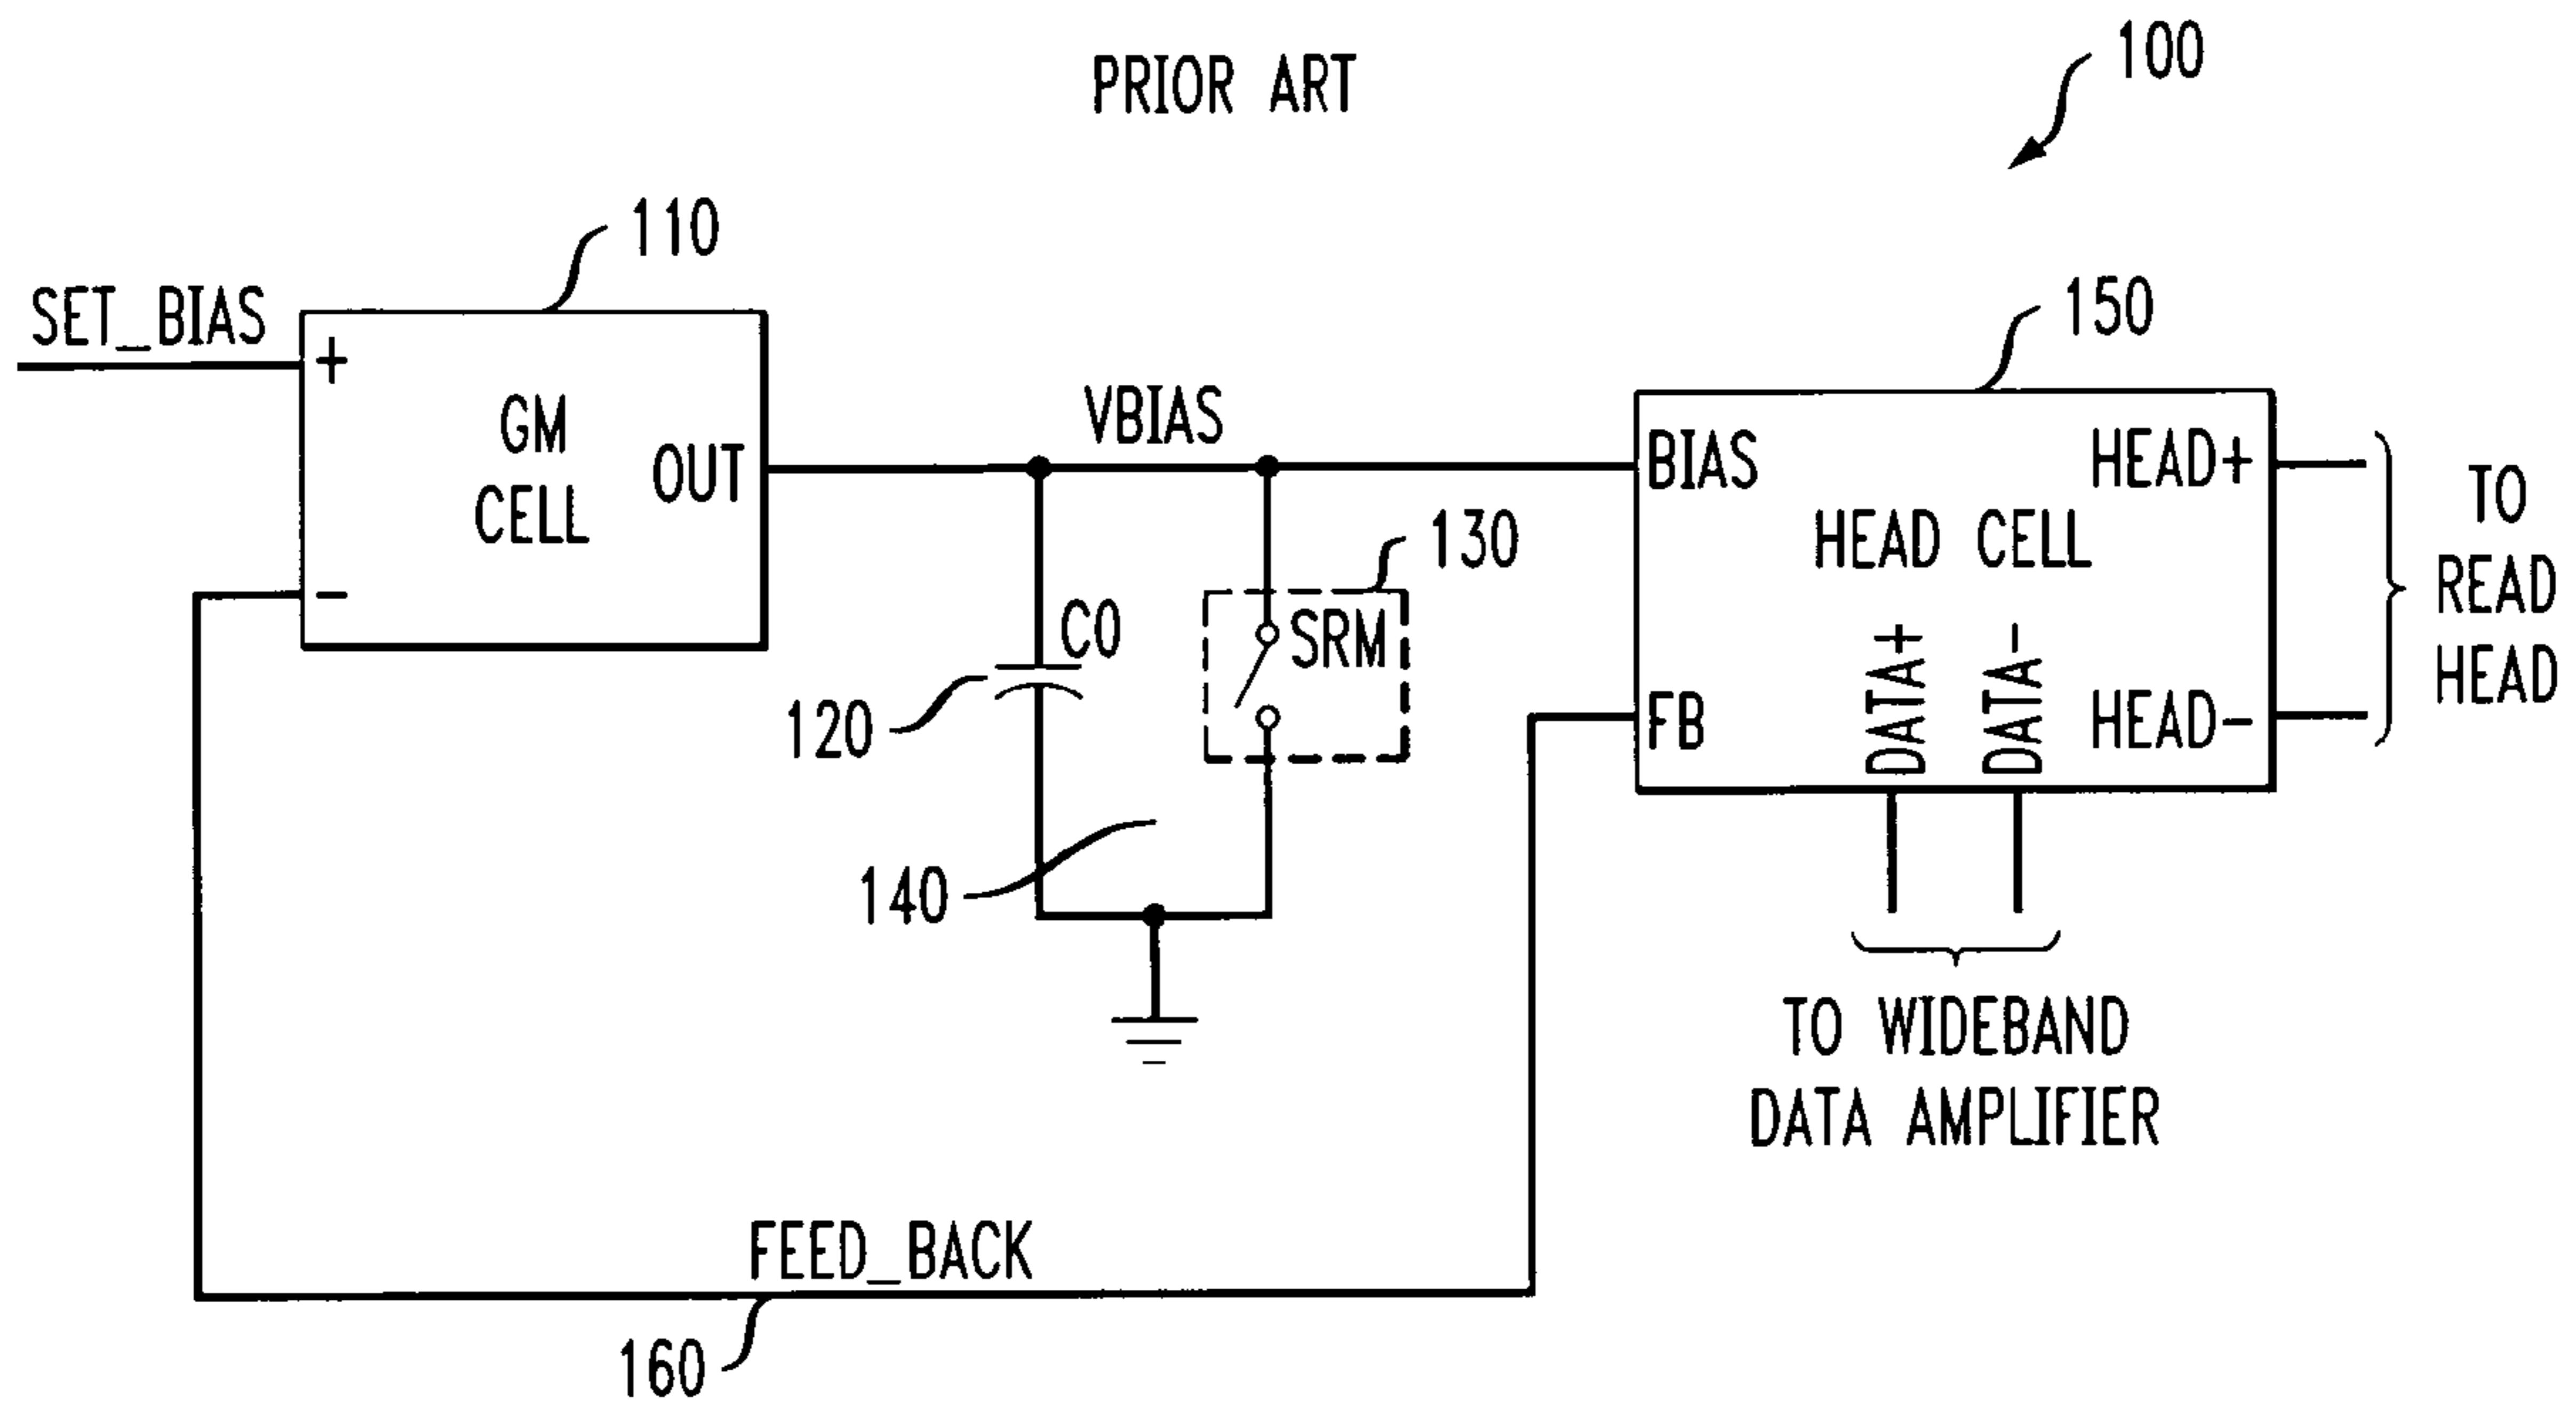 PRIOR ART
100
110
SET_BIAS
+
GM
CELL
OUT
-
VBIAS
150
BIAS
HEAD+
HEAD CELL
FB
DATA+
DATA-
HEAD-
TO
READ
HEAD
130
SRM
C0
120
140
TO WIDEBAND
DATA AMPLIFIER
FEED_BACK
160